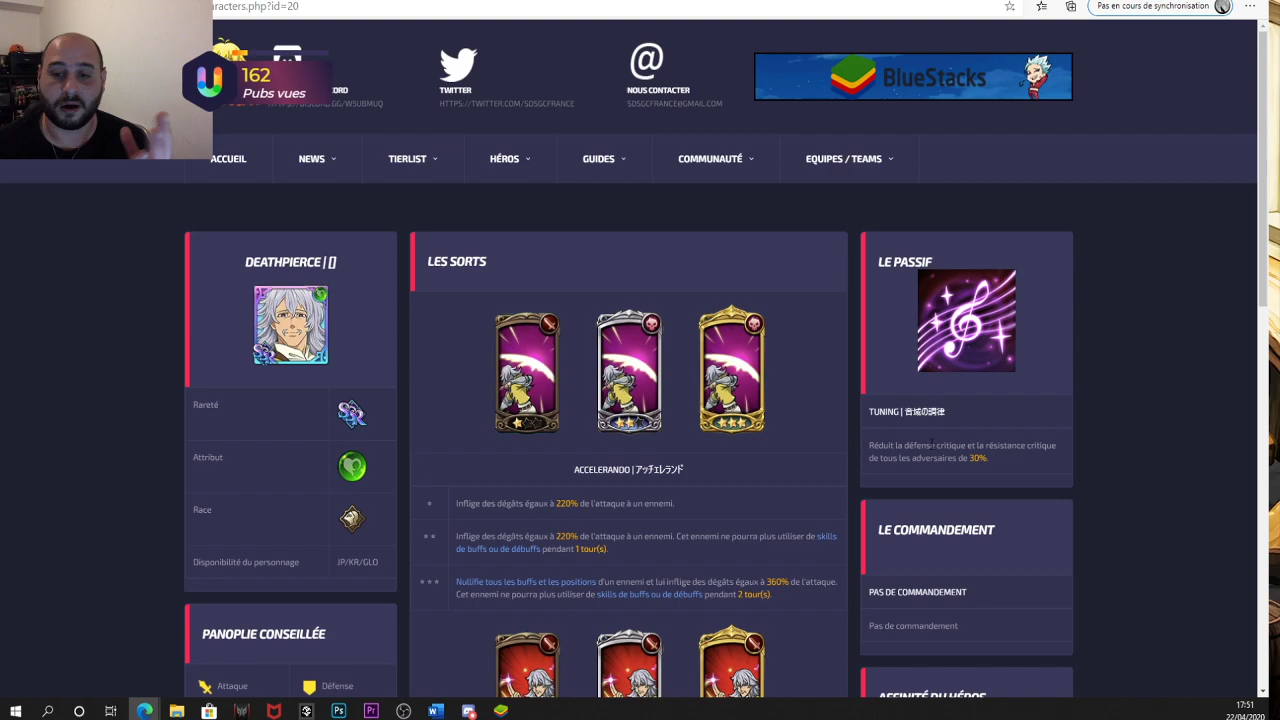 aracters.php?id=20
Pas en cours de synchronisation
162
Pubs vues
TWITTER
HTTPS://TWITTER.COM/SDSGCFRANCE
@
NOUS CONTACTER
SDSGCFRANCE@GMAIL.COM
BlueStacks
ACCUEIL
NEWS
TIERLIST
HÉROS
GUIDES
COMMUNAUTÉ
EQUIPES / TEAMS
DEATHPIERCE | []
Rareté
Attribut
Race
Disponibilité du personnage
JP/KR/GLO
PANOPLIE CONSEILLÉE
Attaque
Défense
LES SORTS
ACCELERANDO | アッチェレランド
Inflige des dégâts égaux à 220% de l'attaque à un ennemi.
Inflige des dégâts égaux à 220% de l'attaque à un ennemi. Cet ennemi ne pourra plus utiliser de skills
de buffs ou de débuffs pendant 1 tour(s).
Nullifie tous les buffs et les positions d'un ennemi et lui inflige des dégâts égaux à 360% de l'attaque.
Cet ennemi ne pourra plus utiliser de skills de buffs ou de débuffs pendant 2 tour(s).
LE PASSIF
TUNING | 音域の調律
Réduit la défense critique et la résistance critique
de tous les adversaires de 30%.
LE COMMANDEMENT
PAS DE COMMANDEMENT
Pas de commandement
AFFINITÉ DU HÉROS
17:51
22/04/2020